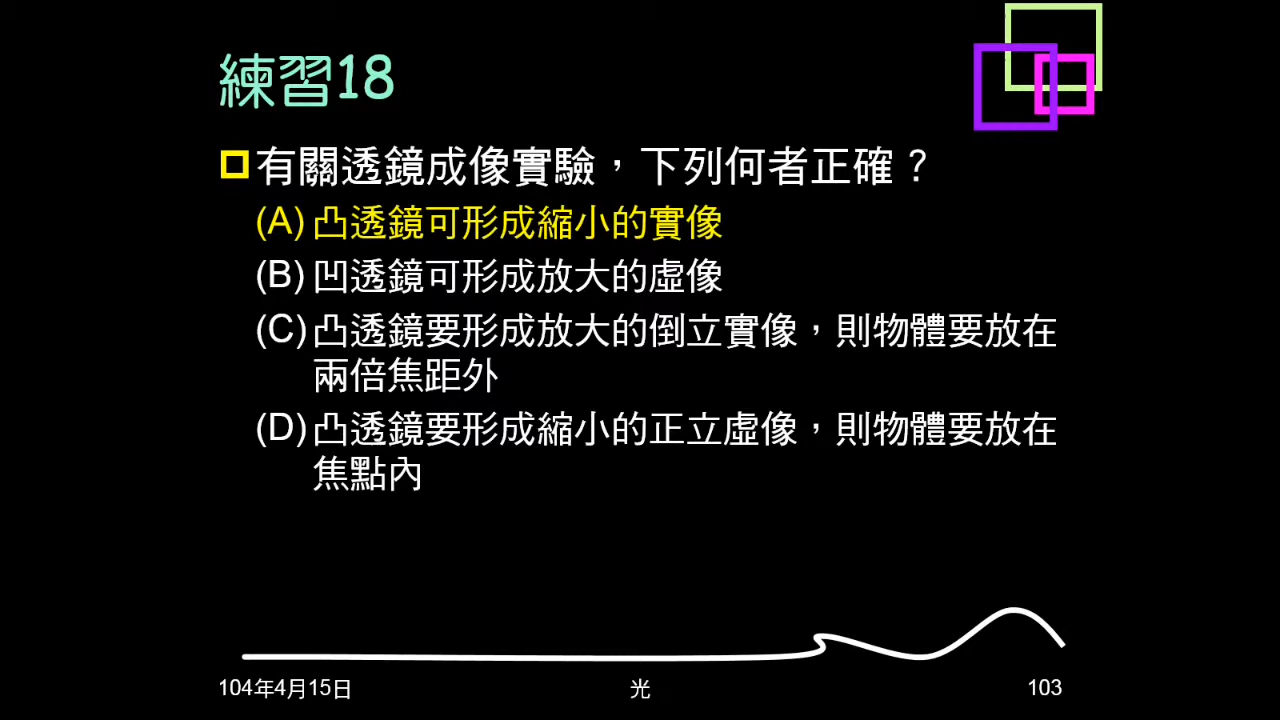 練習18
有關透鏡成像實驗，下列何者正確？
(A) 凸透鏡可形成縮小的實像
(B) 凹透鏡可形成放大的虛像
(C) 凸透鏡要形成放大的倒立實像，則物體要放在
兩倍焦距外
(D) 凸透鏡要形成縮小的正立虛像，則物體要放在
焦點內
104年4月15日
光
103